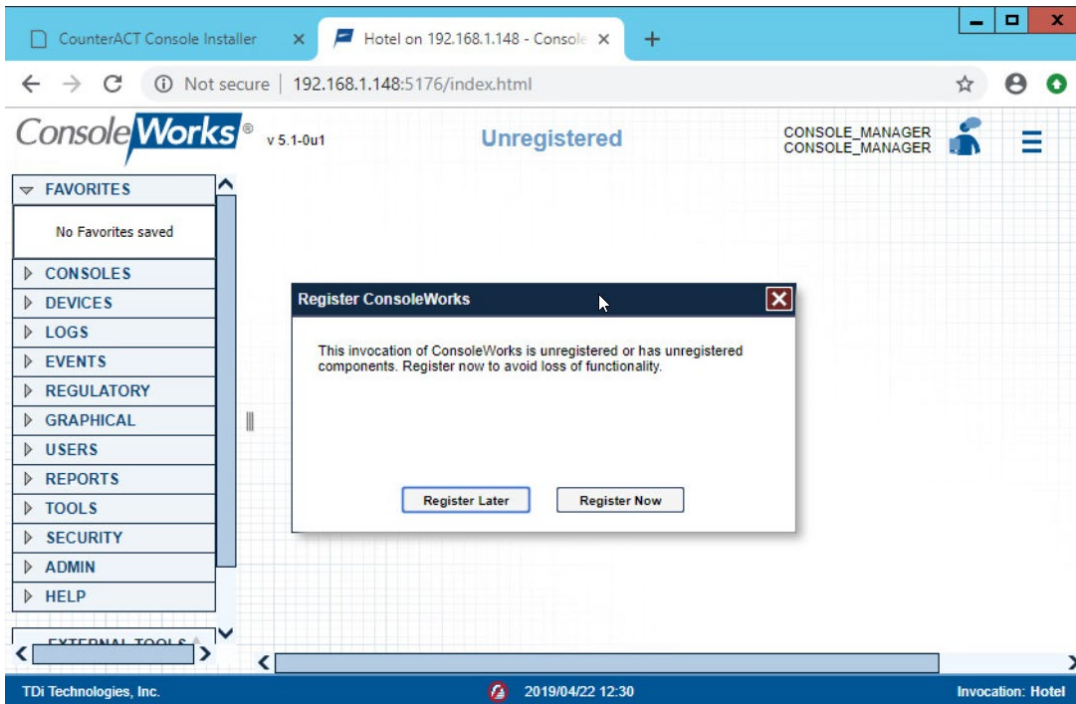 CounterACT Console Installer
Hotel on 192.168.1.148 - Console
Not secure | 192.168.1.148:5176/index.html
ConsoleWorks® v 5.1-0u1
Unregistered
CONSOLE_MANAGER
CONSOLE_MANAGER
FAVORITES
No Favorites saved
CONSOLES
DEVICES
LOGS
EVENTS
REGULATORY
GRAPHICAL
USERS
REPORTS
TOOLS
SECURITY
ADMIN
HELP
EXTERNAL TOOLS
Register ConsoleWorks
This invocation of ConsoleWorks is unregistered or has unregistered
components. Register now to avoid loss of functionality.
Register Later Register Now
TDi Technologies, Inc. 2019/04/22 12:30 Invocation: Hotel